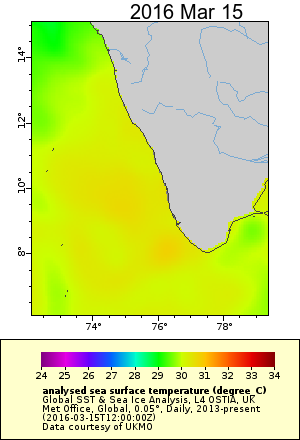 2016 Mar 15
14°
12°
10°
8°
74°
76°
78°
24 25 26 27 28 29 30 31 32 33 34
analysed sea surface temperature (degree_C)
Global SST & Sea Ice Analysis, L4 OSTIA, UK
Met Office, Global, 0.05°, Daily, 2013-present
(2016-03-15T12:00:00Z)
Data courtesy of UKMO